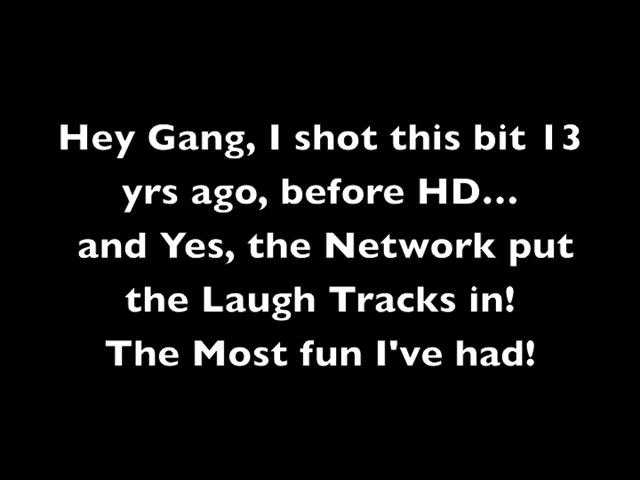 Hey Gang, I shot this bit 13
yrs ago, before HD...
and Yes, the Network put
the Laugh Tracks in!
The Most fun I've had!